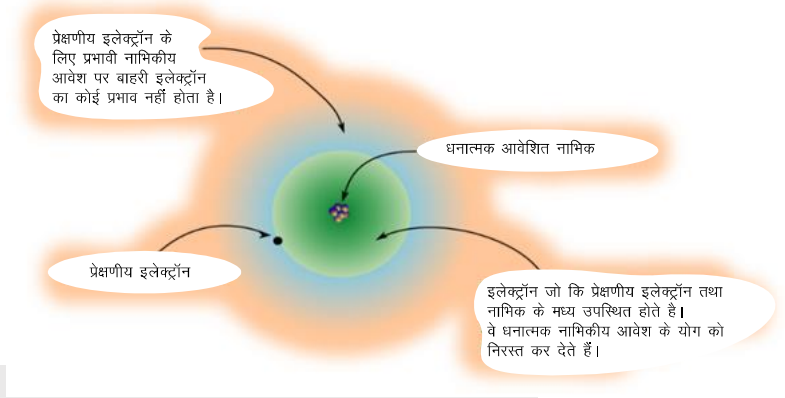 प्रेक्षणीय इलेक्ट्रॉन के
लिए प्रभावी नाभिकीय
आवेश पर बाहरी इलेक्ट्रॉन
का कोई प्रभाव नहीं होता है।
धनात्मक आवेशित नाभिक
प्रेक्षणीय इलेक्ट्रॉन
इलेक्ट्रॉन जो कि प्रेक्षणीय इलेक्ट्रॉन तथा
नाभिक के मध्य उपस्थित होते है।
वे धनात्मक नाभिकीय आवेश के योग को
निरस्त कर देते हैं।